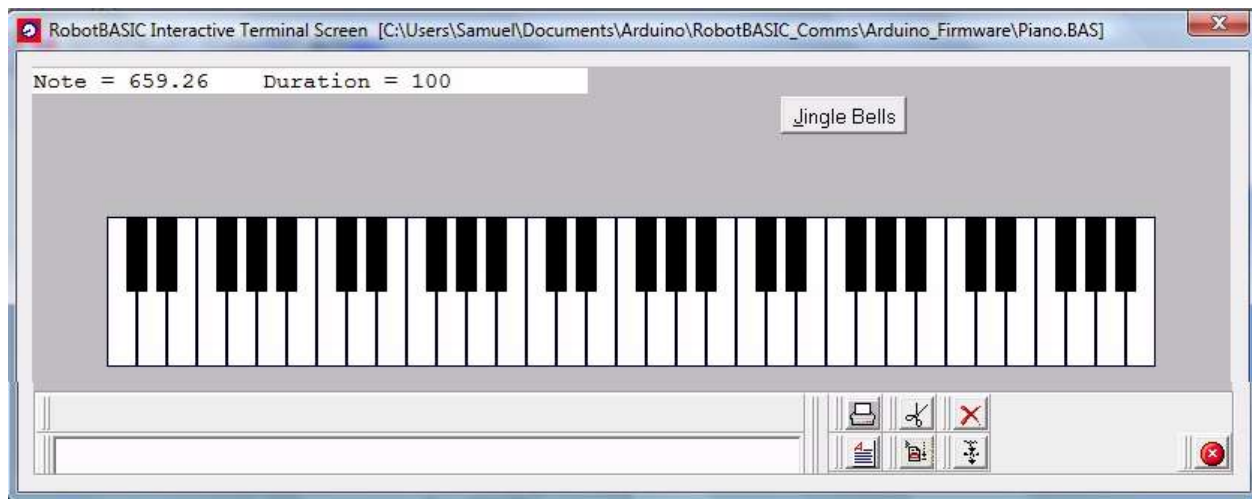 RobotBASIC Interactive Terminal Screen [C:\Users\Samuel\Documents\Arduino\RobotBASIC_Comms\Arduino_Firmware\Piano.BAS]
Note = 659.26 Duration = 100
Jingle Bells